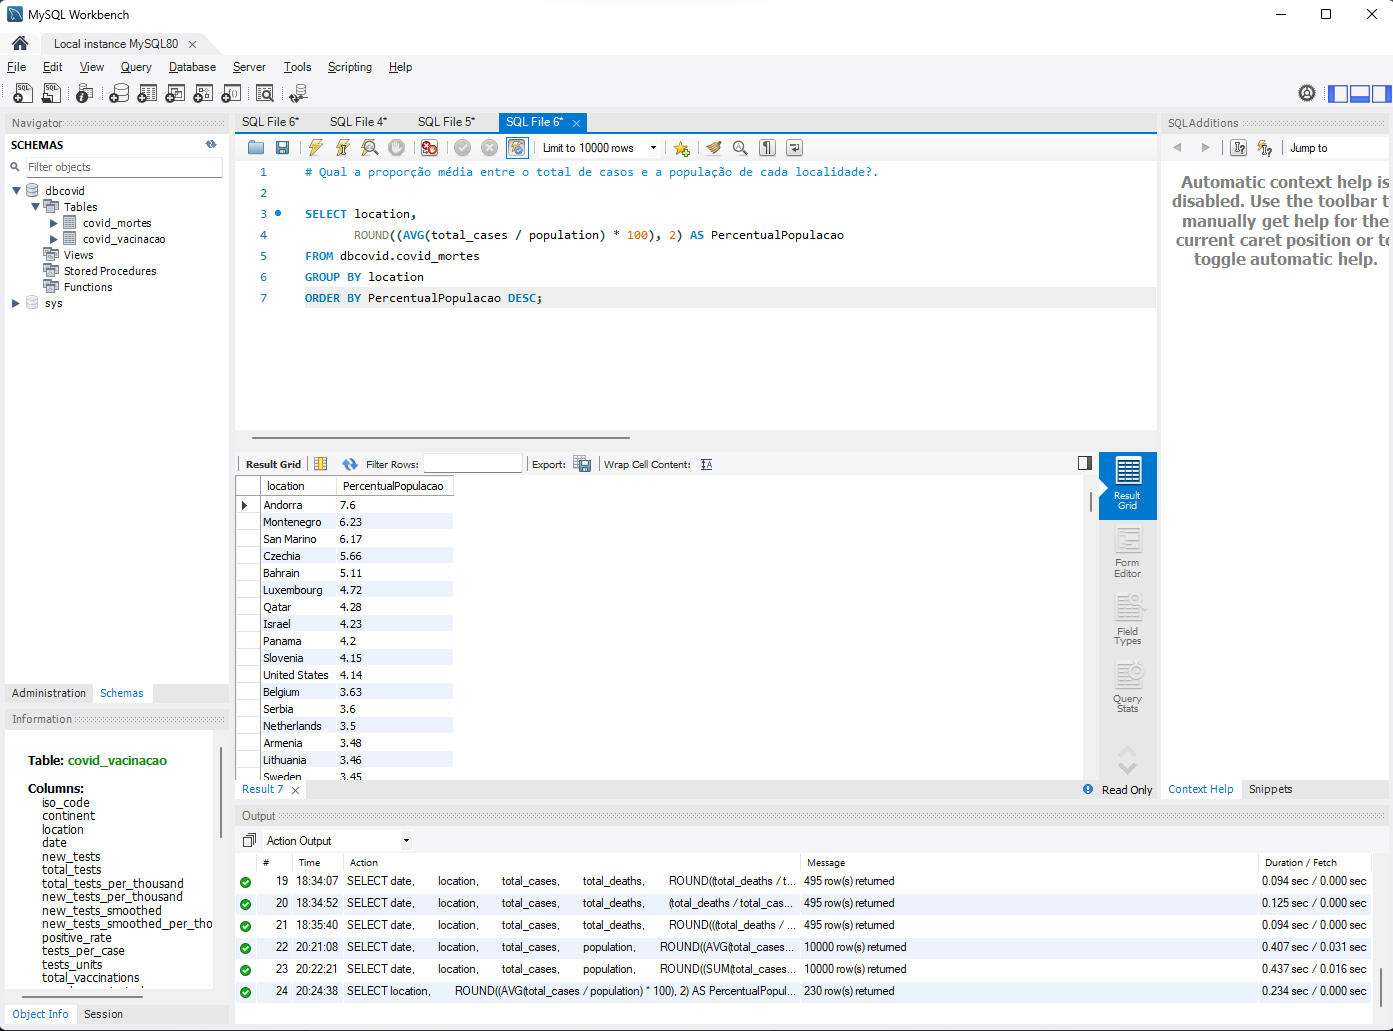 MySQL Workbench
Local instance MySQL80
File Edit View Query Database Server Tools Scripting Help
Navigator
SCHEMAS
Filter objects
dbcovid
Tables
covid_mortes
covid_vacinacao
Views
Stored Procedures
Functions
sys
Administration Schemas
Information
Table: covid_vacinacao
Columns:
iso_code
continent
location
date
new_tests
total_tests
total_tests_per_thousand
new_tests_per_thousand
new_tests_smoothed
new_tests_smoothed_per_tho
positive_rate
tests_per_case
tests_units
total_vaccinations
Object Info Session
SQL File 6* SQL File 4* SQL File 5* SQL File 6*
Limit to 10000 rows
1 # Qual a proporção média entre o total de casos e a população de cada localidade?.
2
3 SELECT location,
4 ROUND((AVG(total_cases / population) * 100), 2) AS PercentualPopulacao
5 FROM dbcovid.covid_mortes
6 GROUP BY location
7 ORDER BY PercentualPopulacao DESC;
Result Grid Filter Rows: Export: Wrap Cell Content:
location PercentualPopulacao
Andorra 7.6
Montenegro 6.23
San Marino 6.17
Czechia 5.66
Bahrain 5.11
Luxembourg 4.72
Qatar 4.28
Israel 4.23
Panama 4.2
Slovenia 4.15
United States 4.14
Belgium 3.63
Serbia 3.6
Netherlands 3.5
Armenia 3.48
Lithuania 3.46
Sweden 3.45
Result Grid
Form Editor
Field Types
Query Stats
Result 7 Read Only
SQLAdditions
Jump to
Automatic context help is
disabled. Use the toolbar t
manually get help for the
current caret position or to
toggle automatic help.
Context Help Snippets
Output
Action Output
# Time Action Message Duration / Fetch
19 18:34:07 SELECT date, location, total_cases, total_deaths, ROUND((total_deaths / t... 495 row(s) returned 0.094 sec / 0.000 sec
20 18:34:52 SELECT date, location, total_cases, total_deaths, (total_deaths / total_cas... 495 row(s) returned 0.125 sec / 0.000 sec
21 18:35:40 SELECT date, location, total_cases, total_deaths, ROUND(((total_deaths /... 495 row(s) returned 0.094 sec / 0.000 sec
22 20:21:08 SELECT date, location, total_cases, population, ROUND((AVG(total_cases... 10000 row(s) returned 0.407 sec / 0.031 sec
23 20:22:21 SELECT date, location, total_cases, population, ROUND((SUM(total_cases... 10000 row(s) returned 0.437 sec / 0.016 sec
24 20:24:38 SELECT location, ROUND((AVG(total_cases / population) * 100), 2) AS PercentualPopul... 230 row(s) returned 0.234 sec / 0.000 sec